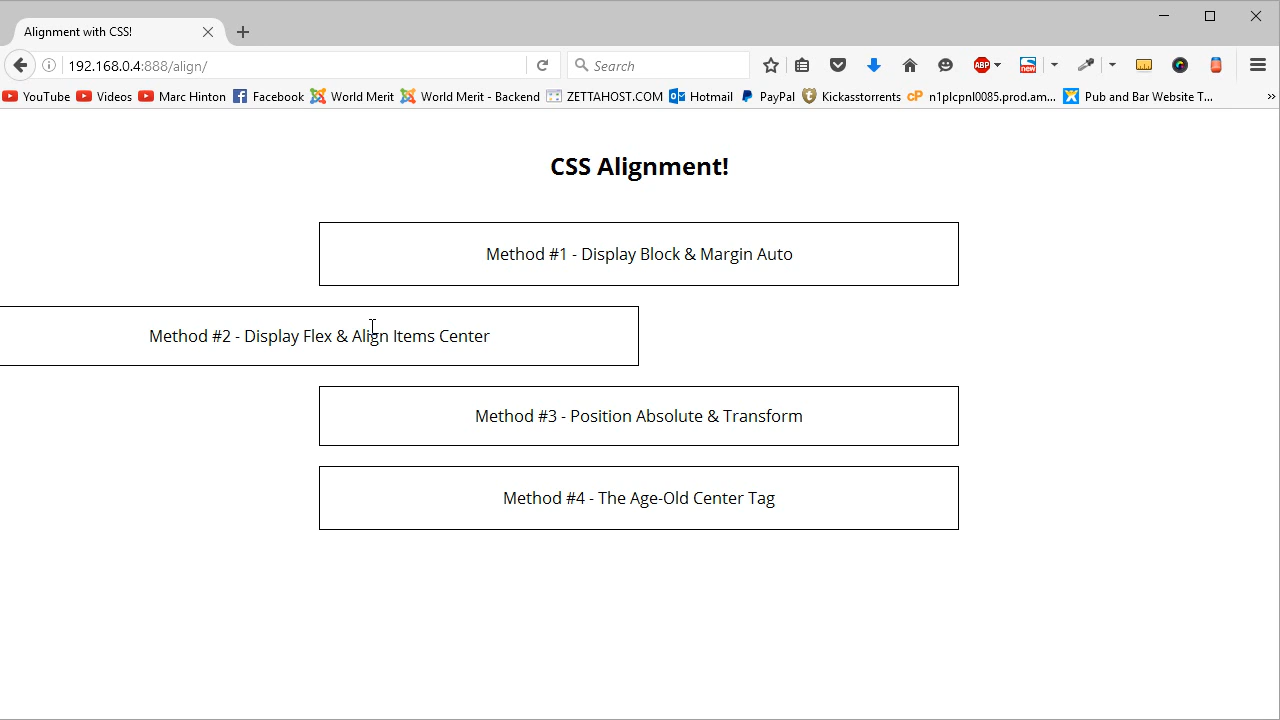 Alignment with CSS!
192.168.0.4:888/align/
Search
ABP
new
YouTube Videos Marc Hinton Facebook World Merit World Merit - Backend ZETTAHOST.COM Hotmail PayPal Kickasstorrents cP n1plcpnl0085.prod.am... Pub and Bar Website T... »
CSS Alignment!
Method #1 - Display Block & Margin Auto
Method #2 - Display Flex & Align Items Center
Method #3 - Position Absolute & Transform
Method #4 - The Age-Old Center Tag